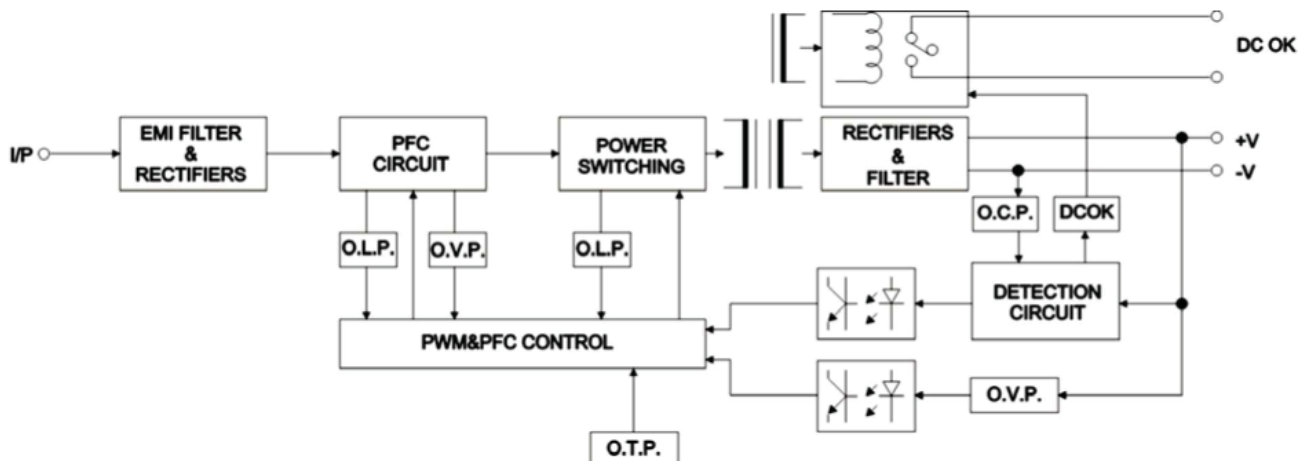 DC OK
I/P
EMI FILTER
&
RECTIFIERS
PFC
CIRCUIT
POWER
SWITCHING
RECTIFIERS
&
FILTER
+V
-V
O.L.P.
O.V.P.
O.L.P.
O.C.P.
DCOK
DETECTION
CIRCUIT
PWM&PFC CONTROL
O.V.P.
O.T.P.